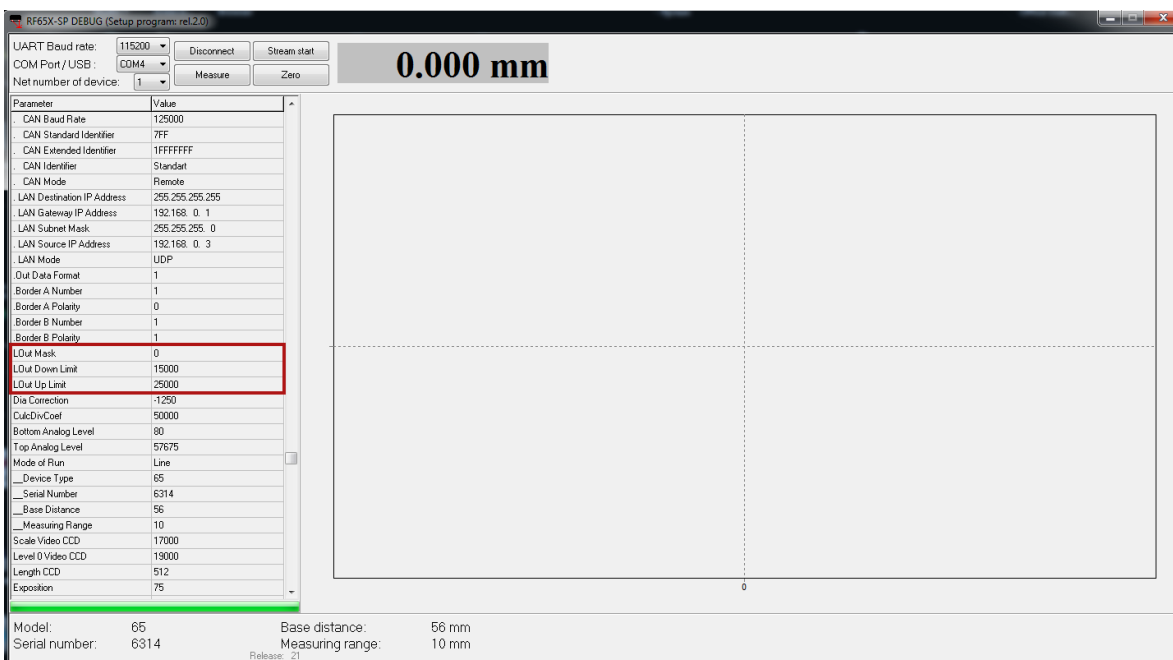 RF65X-SP DEBUG (Setup program: rel.2.0)
UART Baud rate: 115200 Disconnect Stream start
COM Port / USB : COM4
Net number of device: 1 Measure Zero
0.000 mm
Parameter Value
. CAN Baud Rate 125000
. CAN Standard Identifier 7FF
. CAN Extended Identifier 1FFFFFFF
. CAN Identifier Standart
. CAN Mode Remote
. LAN Destination IP Address 255.255.255.255
. LAN Gateway IP Address 192.168. 0. 1
. LAN Subnet Mask 255.255.255. 0
. LAN Source IP Address 192.168. 0. 3
. LAN Mode UDP
.Out Data Format 1
.Border A Number 1
.Border A Polarity 0
.Border B Number 1
.Border B Polarity 1
LOut Mask 0
LOut Down Limit 15000
LOut Up Limit 25000
Dia Correction -1250
CulcDivCoef 50000
Bottom Analog Level 80
Top Analog Level 57675
Mode of Run Line
__Device Type 65
__Serial Number 6314
__Base Distance 56
__Measuring Range 10
Scale Video CCD 17000
Level 0 Video CCD 19000
Length CCD 512
Exposition 75
0
Model: 65 Base distance: 56 mm
Serial number: 6314 Measuring range: 10 mm
Release: 21